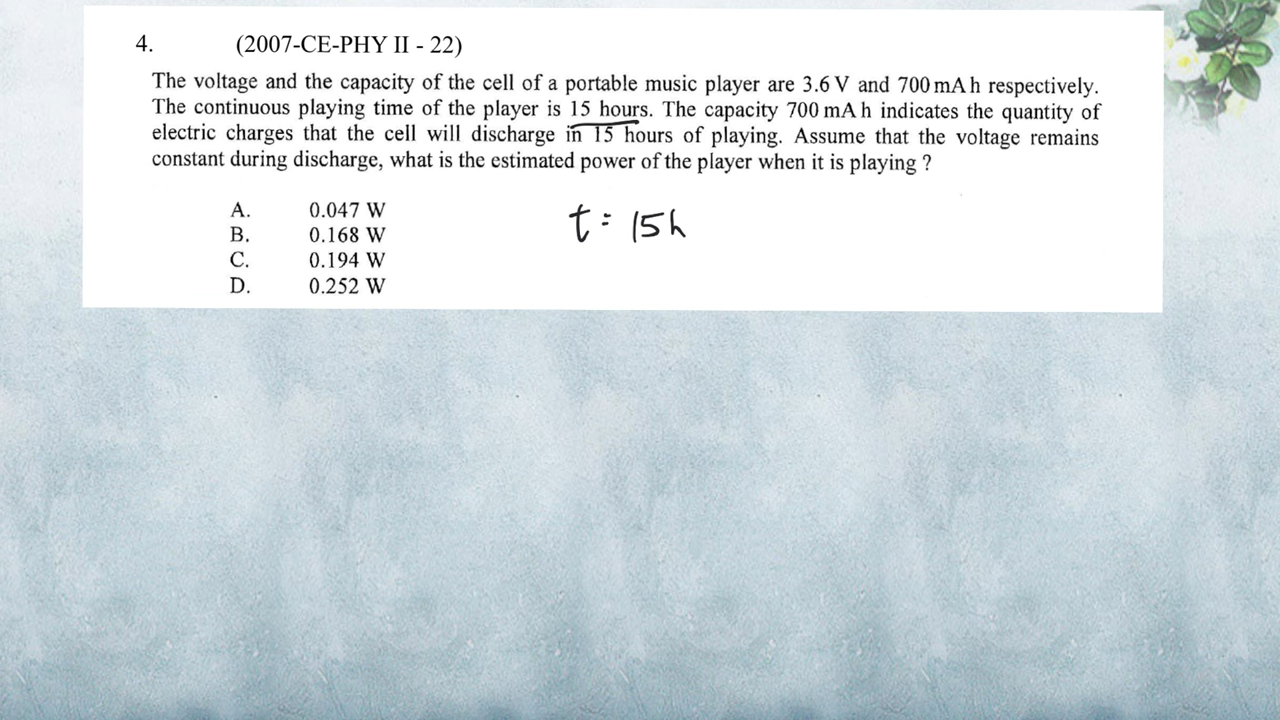 4. (2007-CE-PHY II - 22)
The voltage and the capacity of the cell of a portable music player are 3.6 V and 700 mA h respectively.
The continuous playing time of the player is 15 hours. The capacity 700 mA h indicates the quantity of
electric charges that the cell will discharge in 15 hours of playing. Assume that the voltage remains
constant during discharge, what is the estimated power of the player when it is playing ?
A. 0.047 W
B. 0.168 W
C. 0.194 W
D. 0.252 W
t = 15h